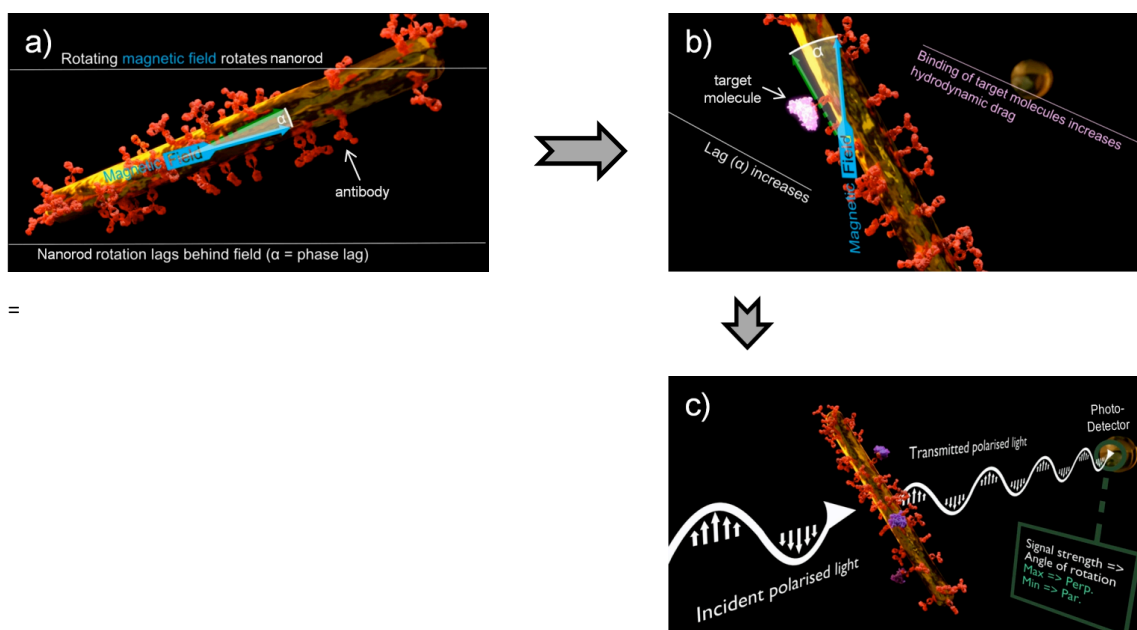 a)
Rotating magnetic field rotates nanorod
α
Magnetic Field
antibody
Nanorod rotation lags behind field (α = phase lag)
=
b)
α
target
molecule
Binding of target molecules increases
hydrodynamic drag
Lag (α) increases
Magnetic Field
c)
Photo-
Detector
Transmitted polarised light
Incident polarised light
Signal strength =>
Angle of rotation
Max => Perp.
Min => Par.